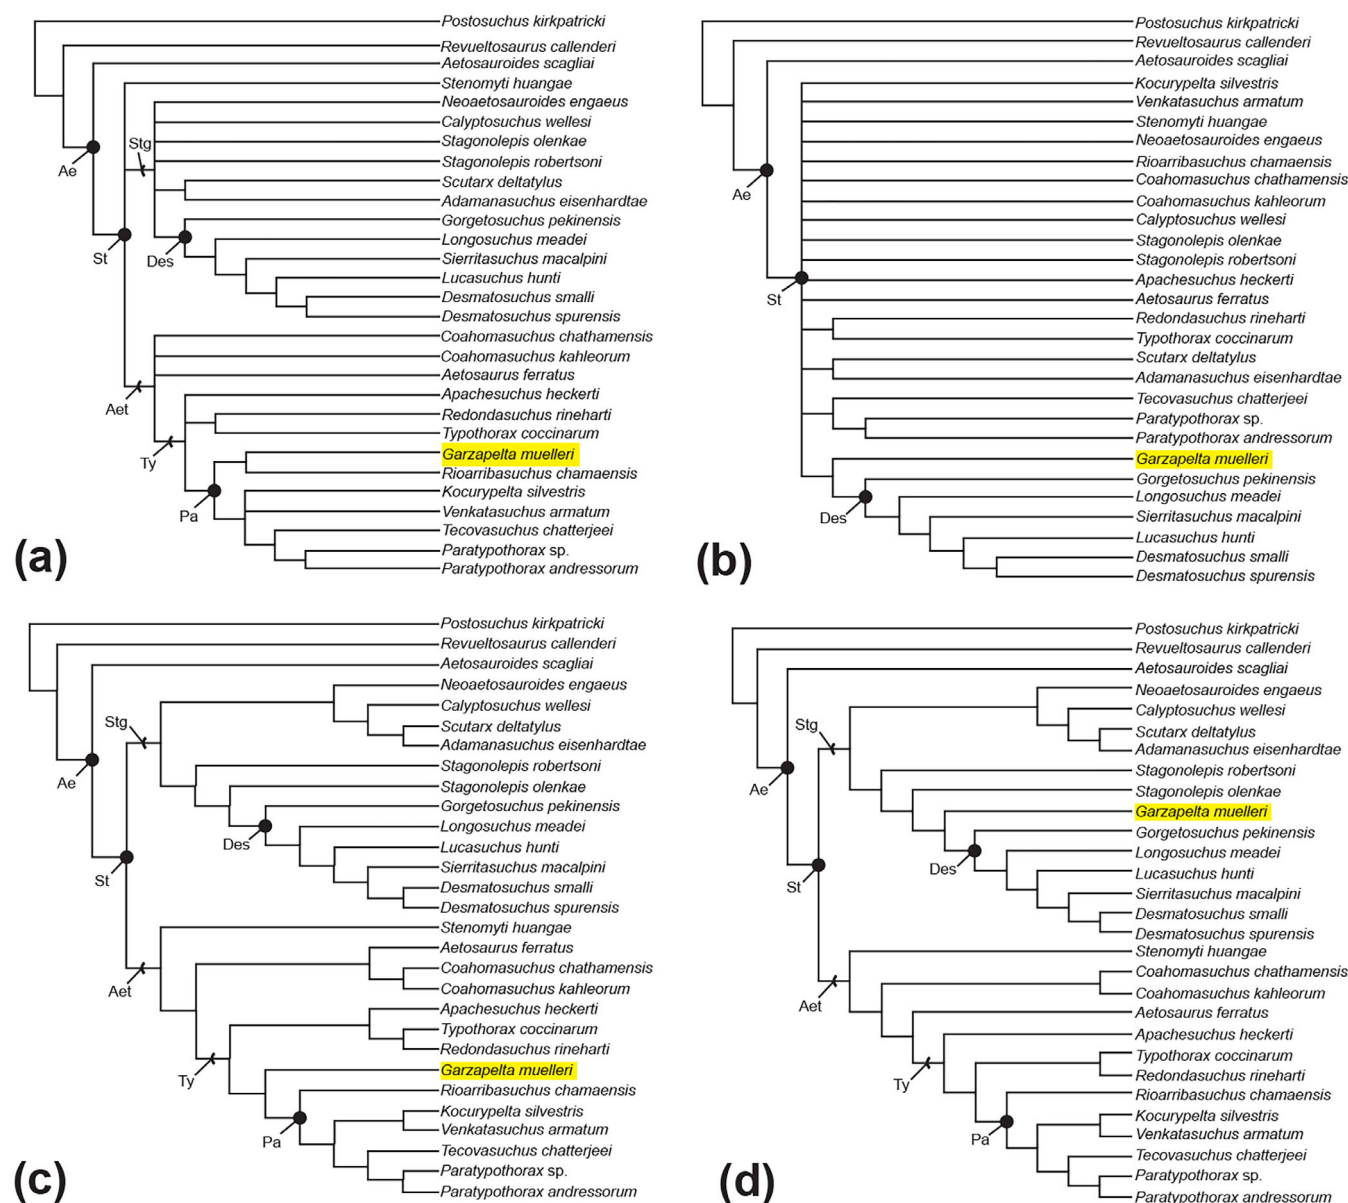 Postosuchus kirkpatricki
Revueltosaurus callenderi
Aetosauroides scagliai
Stenomyti huangae
Neoaetosauroides engaeus
Calyptosuchus wellesi
Stg
Stagonolepis olenkae
Stagonolepis robertsoni
Ae
Scutarx deltatylus
Adamanasuchus eisenhardtae
Gorgetosuchus pekinensis
Longosuchus meadei
St
Des
Sierritasuchus macalpini
Lucasuchus hunti
Desmatosuchus smalli
Desmatosuchus spurensis
Coahomasuchus chathamensis
Coahomasuchus kahleorum
Aetosaurus ferratus
Apachesuchus heckerti
Aet
Redondasuchus rineharti
Typothorax coccinarum
Garzapelta muelleri
Ty
Rioarribasuchus chamaensis
Kocurypelta silvestris
Venkatasuchus armatum
Pa
Tecovasuchus chatterjeei
Paratypothorax sp.
Paratypothorax andressorum
(a)
Postosuchus kirkpatricki
Revueltosaurus callenderi
Aetosauroides scagliai
Kocurypelta silvestris
Venkatasuchus armatum
Stenomyti huangae
Neoaetosauroides engaeus
Rioarribasuchus chamaensis
Coahomasuchus chathamensis
Ae
Coahomasuchus kahleorum
Calyptosuchus wellesi
Stagonolepis olenkae
Stagonolepis robertsoni
Apachesuchus heckerti
St
Aetosaurus ferratus
Redondasuchus rineharti
Typothorax coccinarum
Scutarx deltatylus
Adamanasuchus eisenhardtae
Tecovasuchus chatterjeei
Paratypothorax sp.
Paratypothorax andressorum
Garzapelta muelleri
Gorgetosuchus pekinensis
Longosuchus meadei
Des
Sierritasuchus macalpini
Lucasuchus hunti
Desmatosuchus smalli
Desmatosuchus spurensis
(b)
Postosuchus kirkpatricki
Revueltosaurus callenderi
Aetosauroides scagliai
Neoaetosauroides engaeus
Calyptosuchus wellesi
Stg
Scutarx deltatylus
Adamanasuchus eisenhardtae
Stagonolepis robertsoni
Ae
Stagonolepis olenkae
Gorgetosuchus pekinensis
Longosuchus meadei
Des
Lucasuchus hunti
Sierritasuchus macalpini
St
Desmatosuchus smalli
Desmatosuchus spurensis
Stenomyti huangae
Aetosaurus ferratus
Coahomasuchus chathamensis
Aet
Coahomasuchus kahleorum
Apachesuchus heckerti
Typothorax coccinarum
Redondasuchus rineharti
Garzapelta muelleri
Ty
Rioarribasuchus chamaensis
Kocurypelta silvestris
Venkatasuchus armatum
Pa
Tecovasuchus chatterjeei
Paratypothorax sp.
Paratypothorax andressorum
(c)
Postosuchus kirkpatricki
Revueltosaurus callenderi
Aetosauroides scagliai
Neoaetosauroides engaeus
Calyptosuchus wellesi
Stg
Scutarx deltatylus
Adamanasuchus eisenhardtae
Stagonolepis robertsoni
Ae
Stagonolepis olenkae
Garzapelta muelleri
Gorgetosuchus pekinensis
Longosuchus meadei
Des
Lucasuchus hunti
St
Sierritasuchus macalpini
Desmatosuchus smalli
Desmatosuchus spurensis
Stenomyti huangae
Coahomasuchus chathamensis
Coahomasuchus kahleorum
Aet
Aetosaurus ferratus
Apachesuchus heckerti
Typothorax coccinarum
Redondasuchus rineharti
Ty
Rioarribasuchus chamaensis
Kocurypelta silvestris
Venkatasuchus armatum
Pa
Tecovasuchus chatterjeei
Paratypothorax sp.
Paratypothorax andressorum
(d)